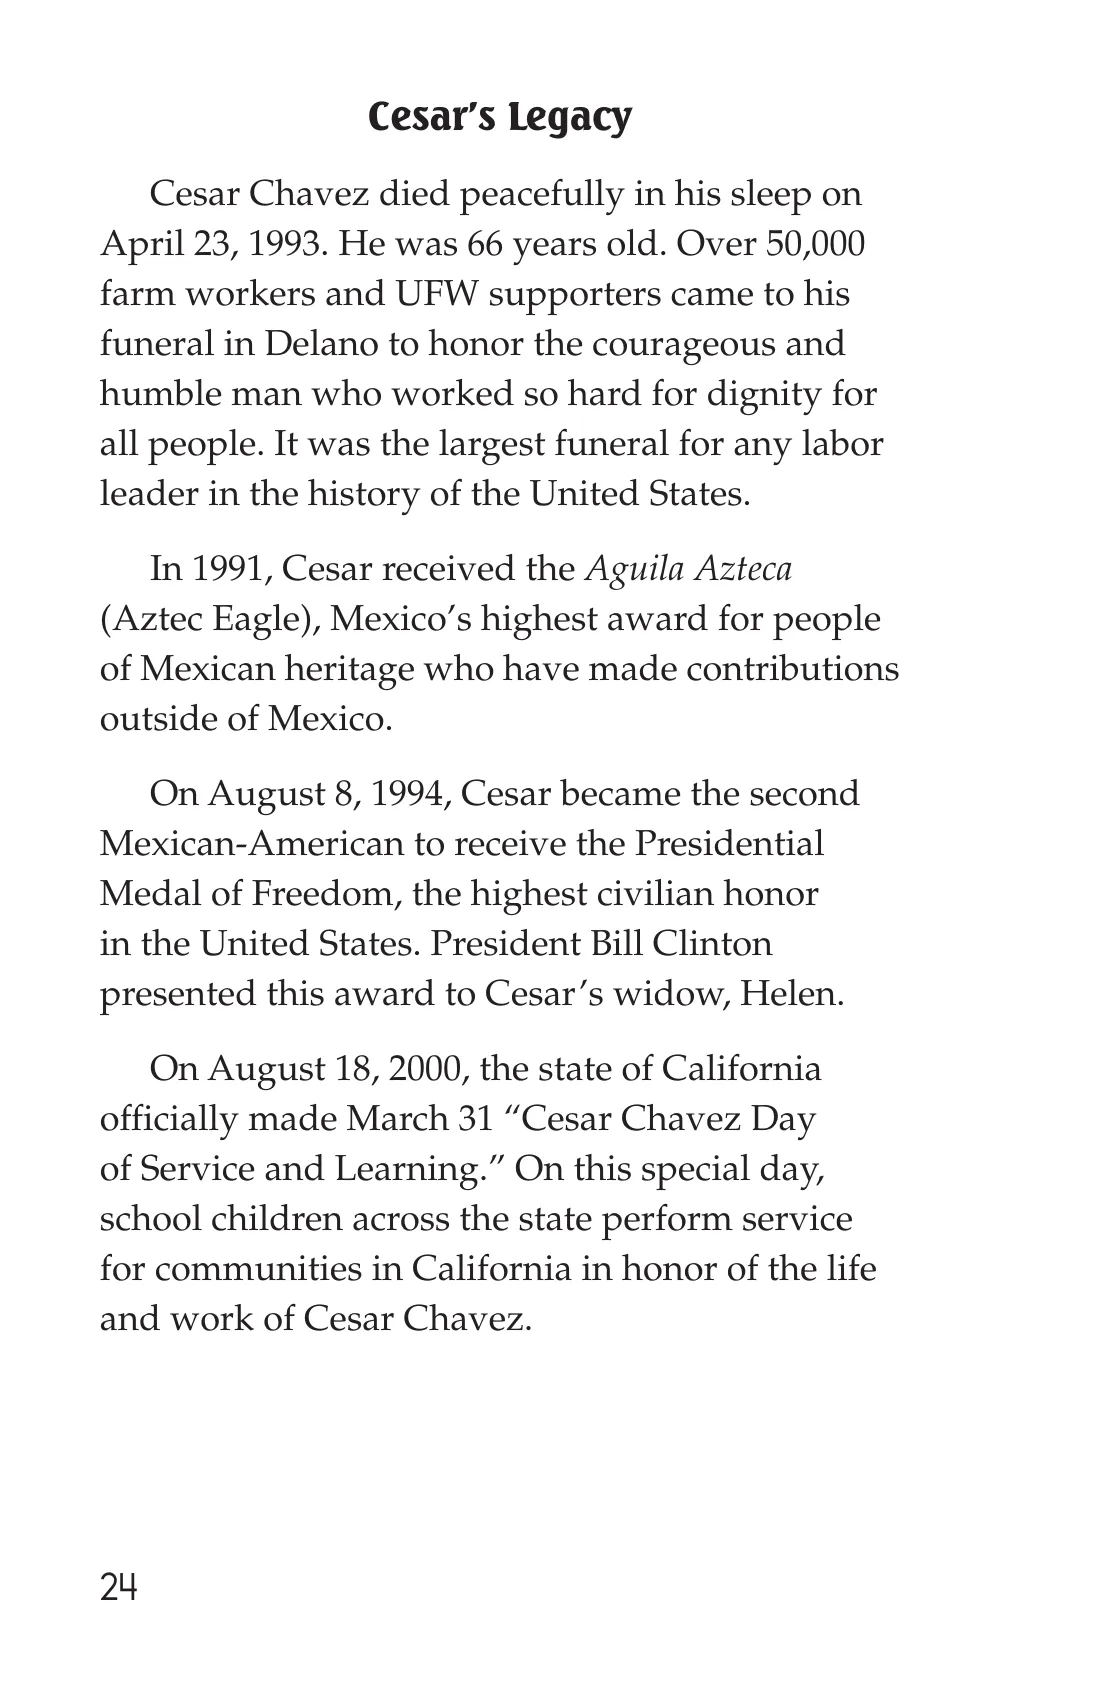 Cesar’s Legacy
Cesar Chavez died peacefully in his sleep on
April 23, 1993. He was 66 years old. Over 50,000
farm workers and UFW supporters came to his
funeral in Delano to honor the courageous and
humble man who worked so hard for dignity for
all people. It was the largest funeral for any labor
leader in the history of the United States.
In 1991, Cesar received the Aguila Azteca
(Aztec Eagle), Mexico’s highest award for people
of Mexican heritage who have made contributions
outside of Mexico.
On August 8, 1994, Cesar became the second
Mexican-American to receive the Presidential
Medal of Freedom, the highest civilian honor
in the United States. President Bill Clinton
presented this award to Cesar’s widow, Helen.
On August 18, 2000, the state of California
officially made March 31 “Cesar Chavez Day
of Service and Learning.” On this special day,
school children across the state perform service
for communities in California in honor of the life
and work of Cesar Chavez.
24